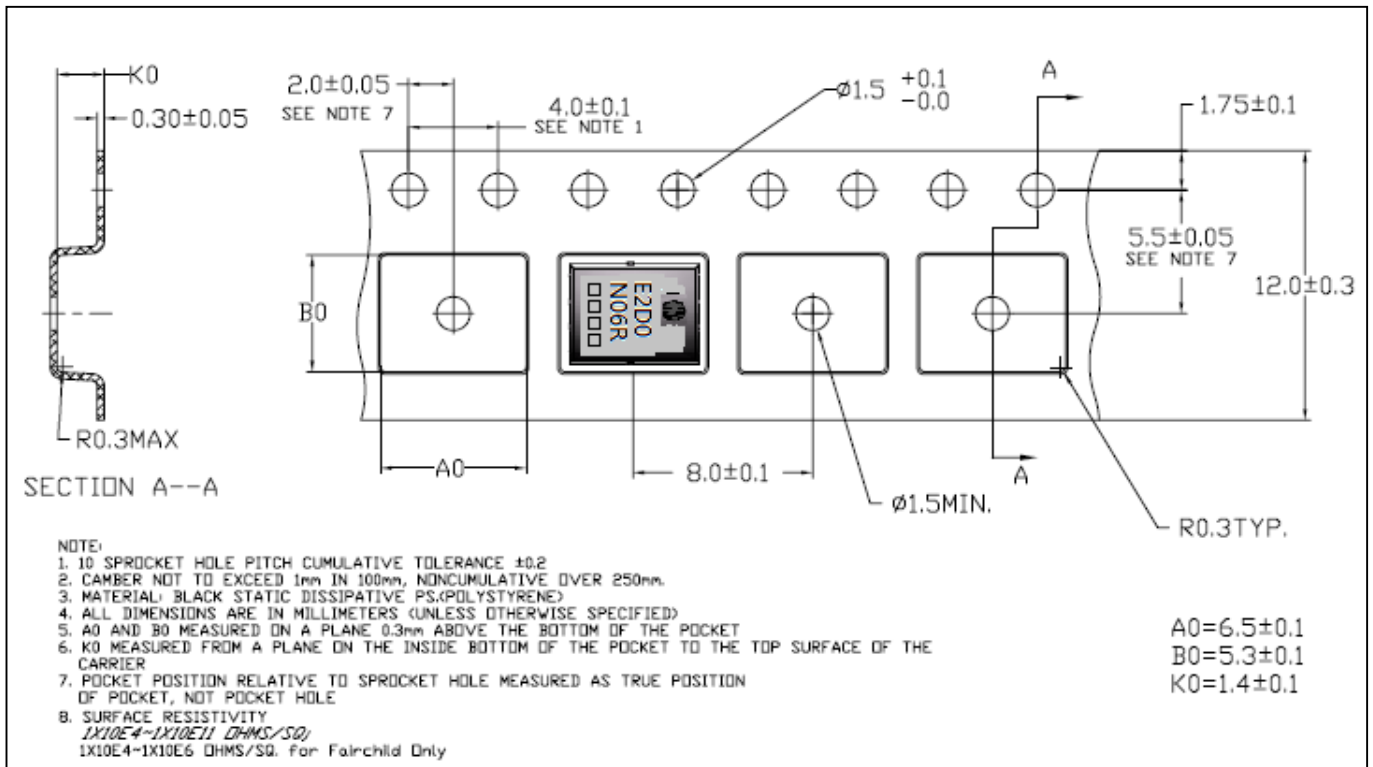 K0
0.30±0.05
2.0±0.05
SEE NOTE 7
4.0±0.1
SEE NOTE 1
Ø1.5 +0.1
-0.0
A
1.75±0.1
5.5±0.05
SEE NOTE 7
12.0±0.3
B0
E2D0
N06R
R0.3MAX
A0
8.0±0.1
A
Ø1.5MIN.
R0.3TYP.
SECTION A--A
NOTE:
1. 10 SPROCKET HOLE PITCH CUMULATIVE TOLERANCE ±0.2
2. CAMBER NOT TO EXCEED 1mm IN 100mm, NONCUMULATIVE OVER 250mm.
3. MATERIAL: BLACK STATIC DISSIPATIVE PS.(POLYSTYRENE)
4. ALL DIMENSIONS ARE IN MILLIMETERS (UNLESS OTHERWISE SPECIFIED)
5. A0 AND B0 MEASURED ON A PLANE 0.3mm ABOVE THE BOTTOM OF THE POCKET
6. K0 MEASURED FROM A PLANE ON THE INSIDE BOTTOM OF THE POCKET TO THE TOP SURFACE OF THE
CARRIER
7. POCKET POSITION RELATIVE TO SPROCKET HOLE MEASURED AS TRUE POSITION
OF POCKET, NOT POCKET HOLE
8. SURFACE RESISTIVITY
1X10E4~1X10E11 OHMS/SQ;
1X10E4~1X10E6 OHMS/SQ. for Fairchild Only
A0=6.5±0.1
B0=5.3±0.1
K0=1.4±0.1